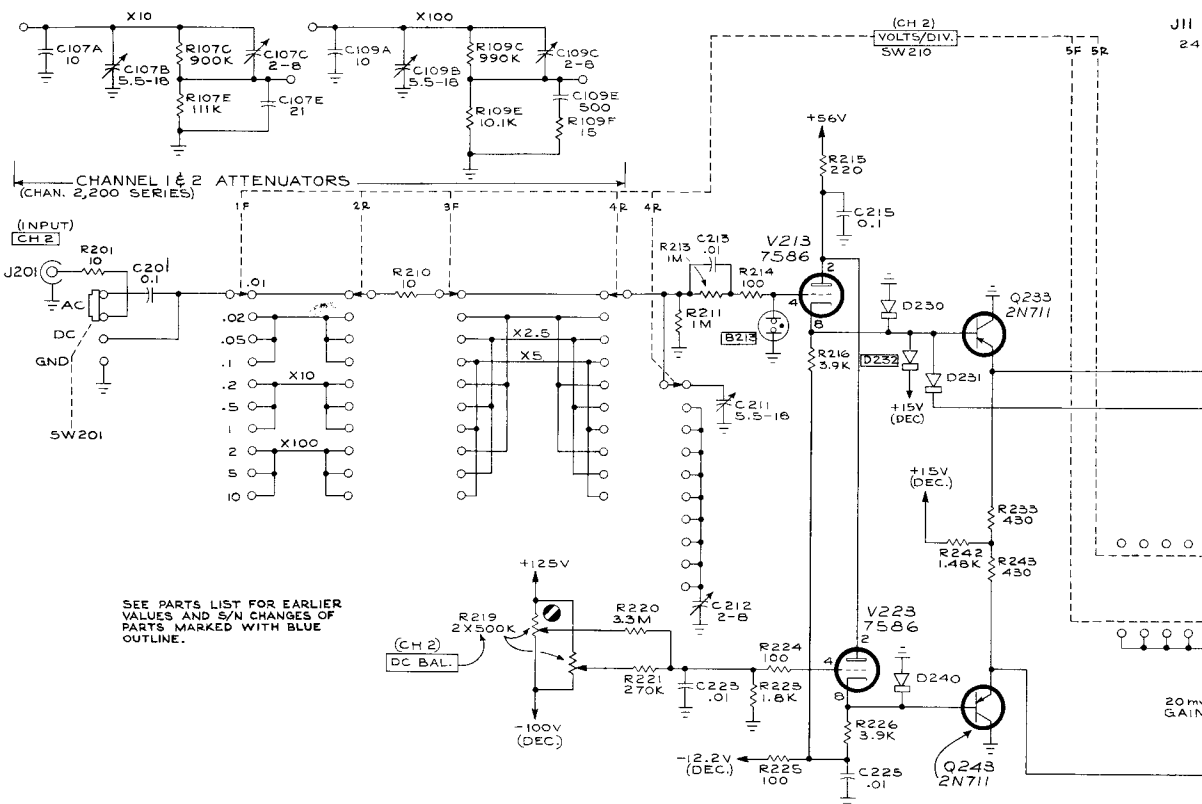 X10
C107A
10
C107B
5.5-18
R107C
900K
C107C
2-8
R107E
111K
C107E
21
X100
C109A
10
C109B
5.5-18
R109C
990K
C109C
2-8
R109E
10.1K
C109E
500
R109F
15
(CH 2)
VOLTS/DIV.
SW210
5F 5R
J11
24
CHANNEL 1 & 2 ATTENUATORS
(CHAN. 2, 200 SERIES)
1F
2R
3F
4R
4R
+56V
R215
220
C215
0.1
(INPUT)
CH 2
J201
R201
10
C201
0.1
AC
DC
GND
SW201
.01
.02
.05
.1
.2
.5
1
2
5
10
X10
X100
R210
10
X2.5
X5
R213
1M
C213
.01
R214
100
R211
1M
B213
V213
7586
2
4
8
R216
3.9K
D230
D232
+15V
(DEC)
D231
Q233
2N711
C211
5.5-18
C212
2-8
+15V
(DEC.)
R233
430
R242
1.48K
R243
430
SEE PARTS LIST FOR EARLIER
VALUES AND S/N CHANGES OF
PARTS MARKED WITH BLUE
OUTLINE.
+125V
R219
2X500K
(CH 2)
DC BAL.
-100V
(DEC.)
R220
3.3M
R221
270K
C223
.01
R223
1.8K
R224
100
V223
7586
2
4
8
D240
R226
3.9K
-12.2V
(DEC.)
R225
100
C225
.01
Q243
2N711
20 mv
GAIN